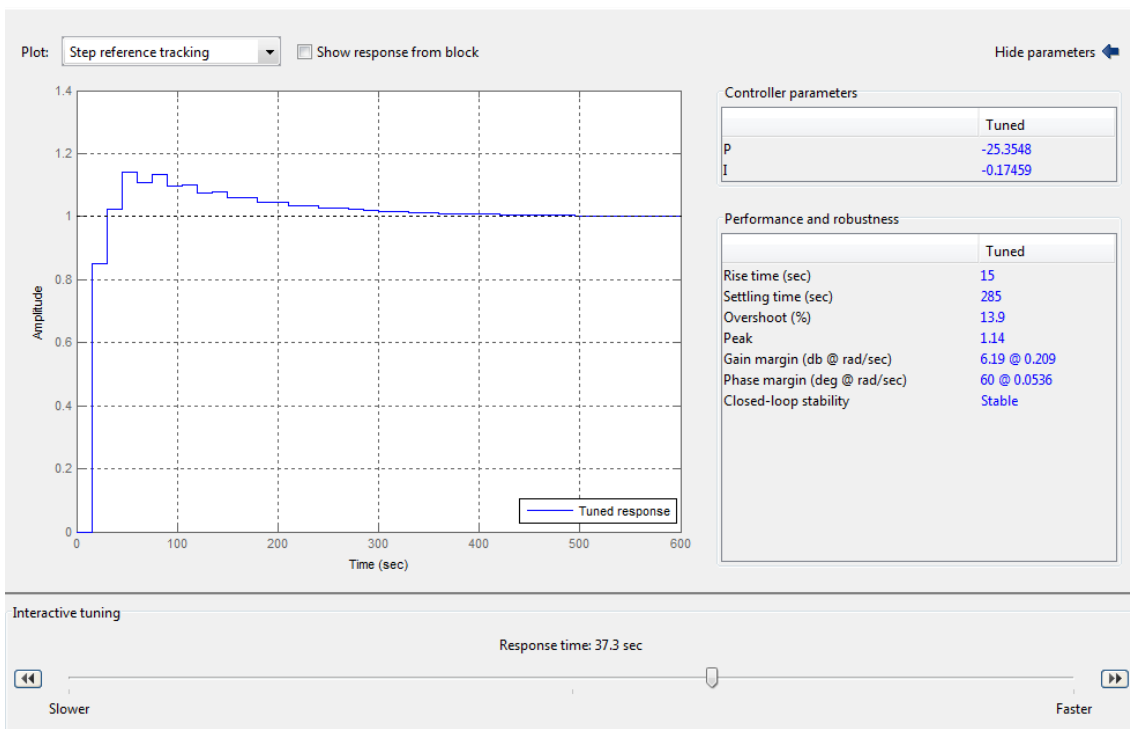 Plot: Step reference tracking Show response from block Hide parameters
1.4
1.2
1
0.8
0.6
0.4
0.2
0
Amplitude
0 100 200 300 400 500 600
Time (sec)
Tuned response
Controller parameters
Tuned
P -25.3548
I -0.17459
Performance and robustness
Tuned
Rise time (sec) 15
Settling time (sec) 285
Overshoot (%) 13.9
Peak 1.14
Gain margin (db @ rad/sec) 6.19 @ 0.209
Phase margin (deg @ rad/sec) 60 @ 0.0536
Closed-loop stability Stable
Interactive tuning
Response time: 37.3 sec
Slower Faster